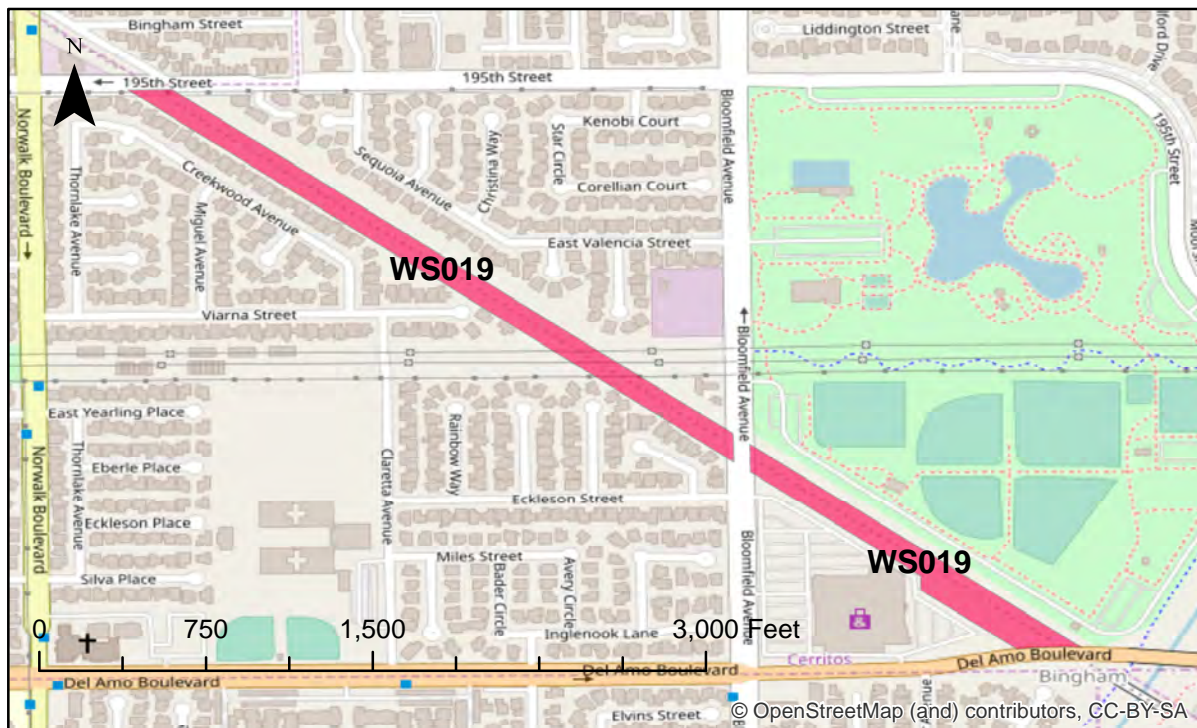 Bingham Street
Liddington Street
N
← 195th Street
195th Street
195th Street
Norwalk Boulevard →
Thornlake Avenue
Creekwood Avenue
Miguel Avenue
Sequoia Avenue
Star Circle
Kenobi Court
Corellian Court
Bloomfield Avenue
East Valencia Street
WS019
Viarna Street
← Bloomfield Avenue
East Yearling Place
Thornlake Avenue
Norwalk Boulevard
Eberle Place
Eckleson Place
Silva Place
Claretta Avenue
Rainbow Way
Eckleson Street
Miles Street
Bader Circle
Avery Circle
Inglenook Lane
Bloomfield Avenue
WS019
0 750 1,500 3,000 Feet
Cerritos
Del Amo Boulevard
Del Amo Boulevard
Del Amo Boulevard
Bingham
Elvins Street
© OpenStreetMap (and) contributors, CC-BY-SA